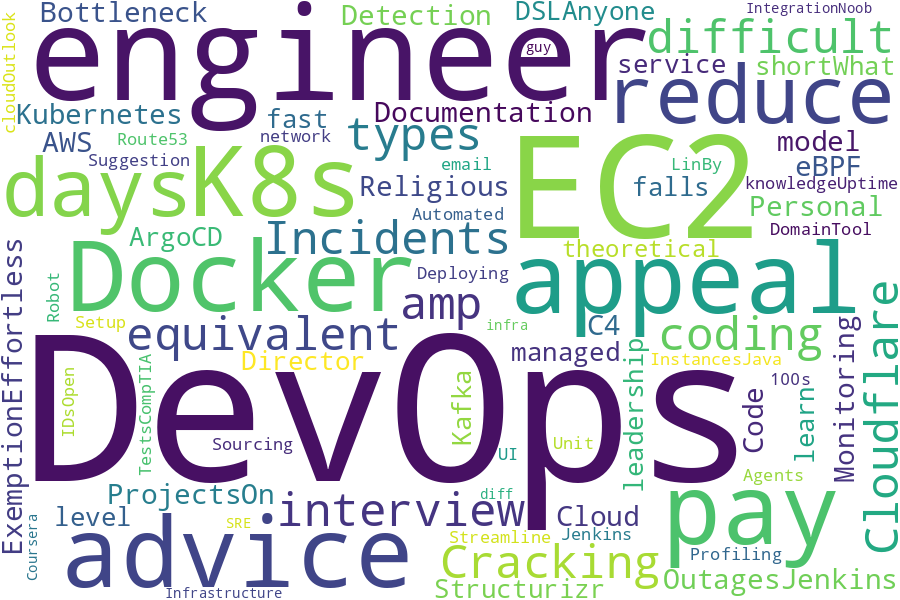 Bottleneck
Detection
DSLAnyone
IntegrationNoob
engineer
guy
difficult
cloudOutlook
service
shortWhat
reduce
Kubernetes
fast
Documentation
AWS
Route53
network
types
model
Suggestion
email
LinBy
eBPF
days
K8s
EC2
Religious
falls
knowledgeUptime
Automated
Personal
ArgoCD
Incidents
DomainTool
theoretical
Docker
Deploying
appeal
Robot
amp
ExemptionEffortless
Setup
equivalent
infra
C4
coding
Cloudflare
Director
managed
InstancesJava
Monitoring
DevOps
IDsOpen
TestsCompTIA
Kafka
leadership
100s
Code
learn
Sourcing
UI
Unit
Agents
ProjectsOn
diff
pay
level
SRE
interview
Cloud
Coursera
advice
Streamline
Jenkins
Cracking
Profiling
Infrastructure
Structurizr
OutagesJenkins